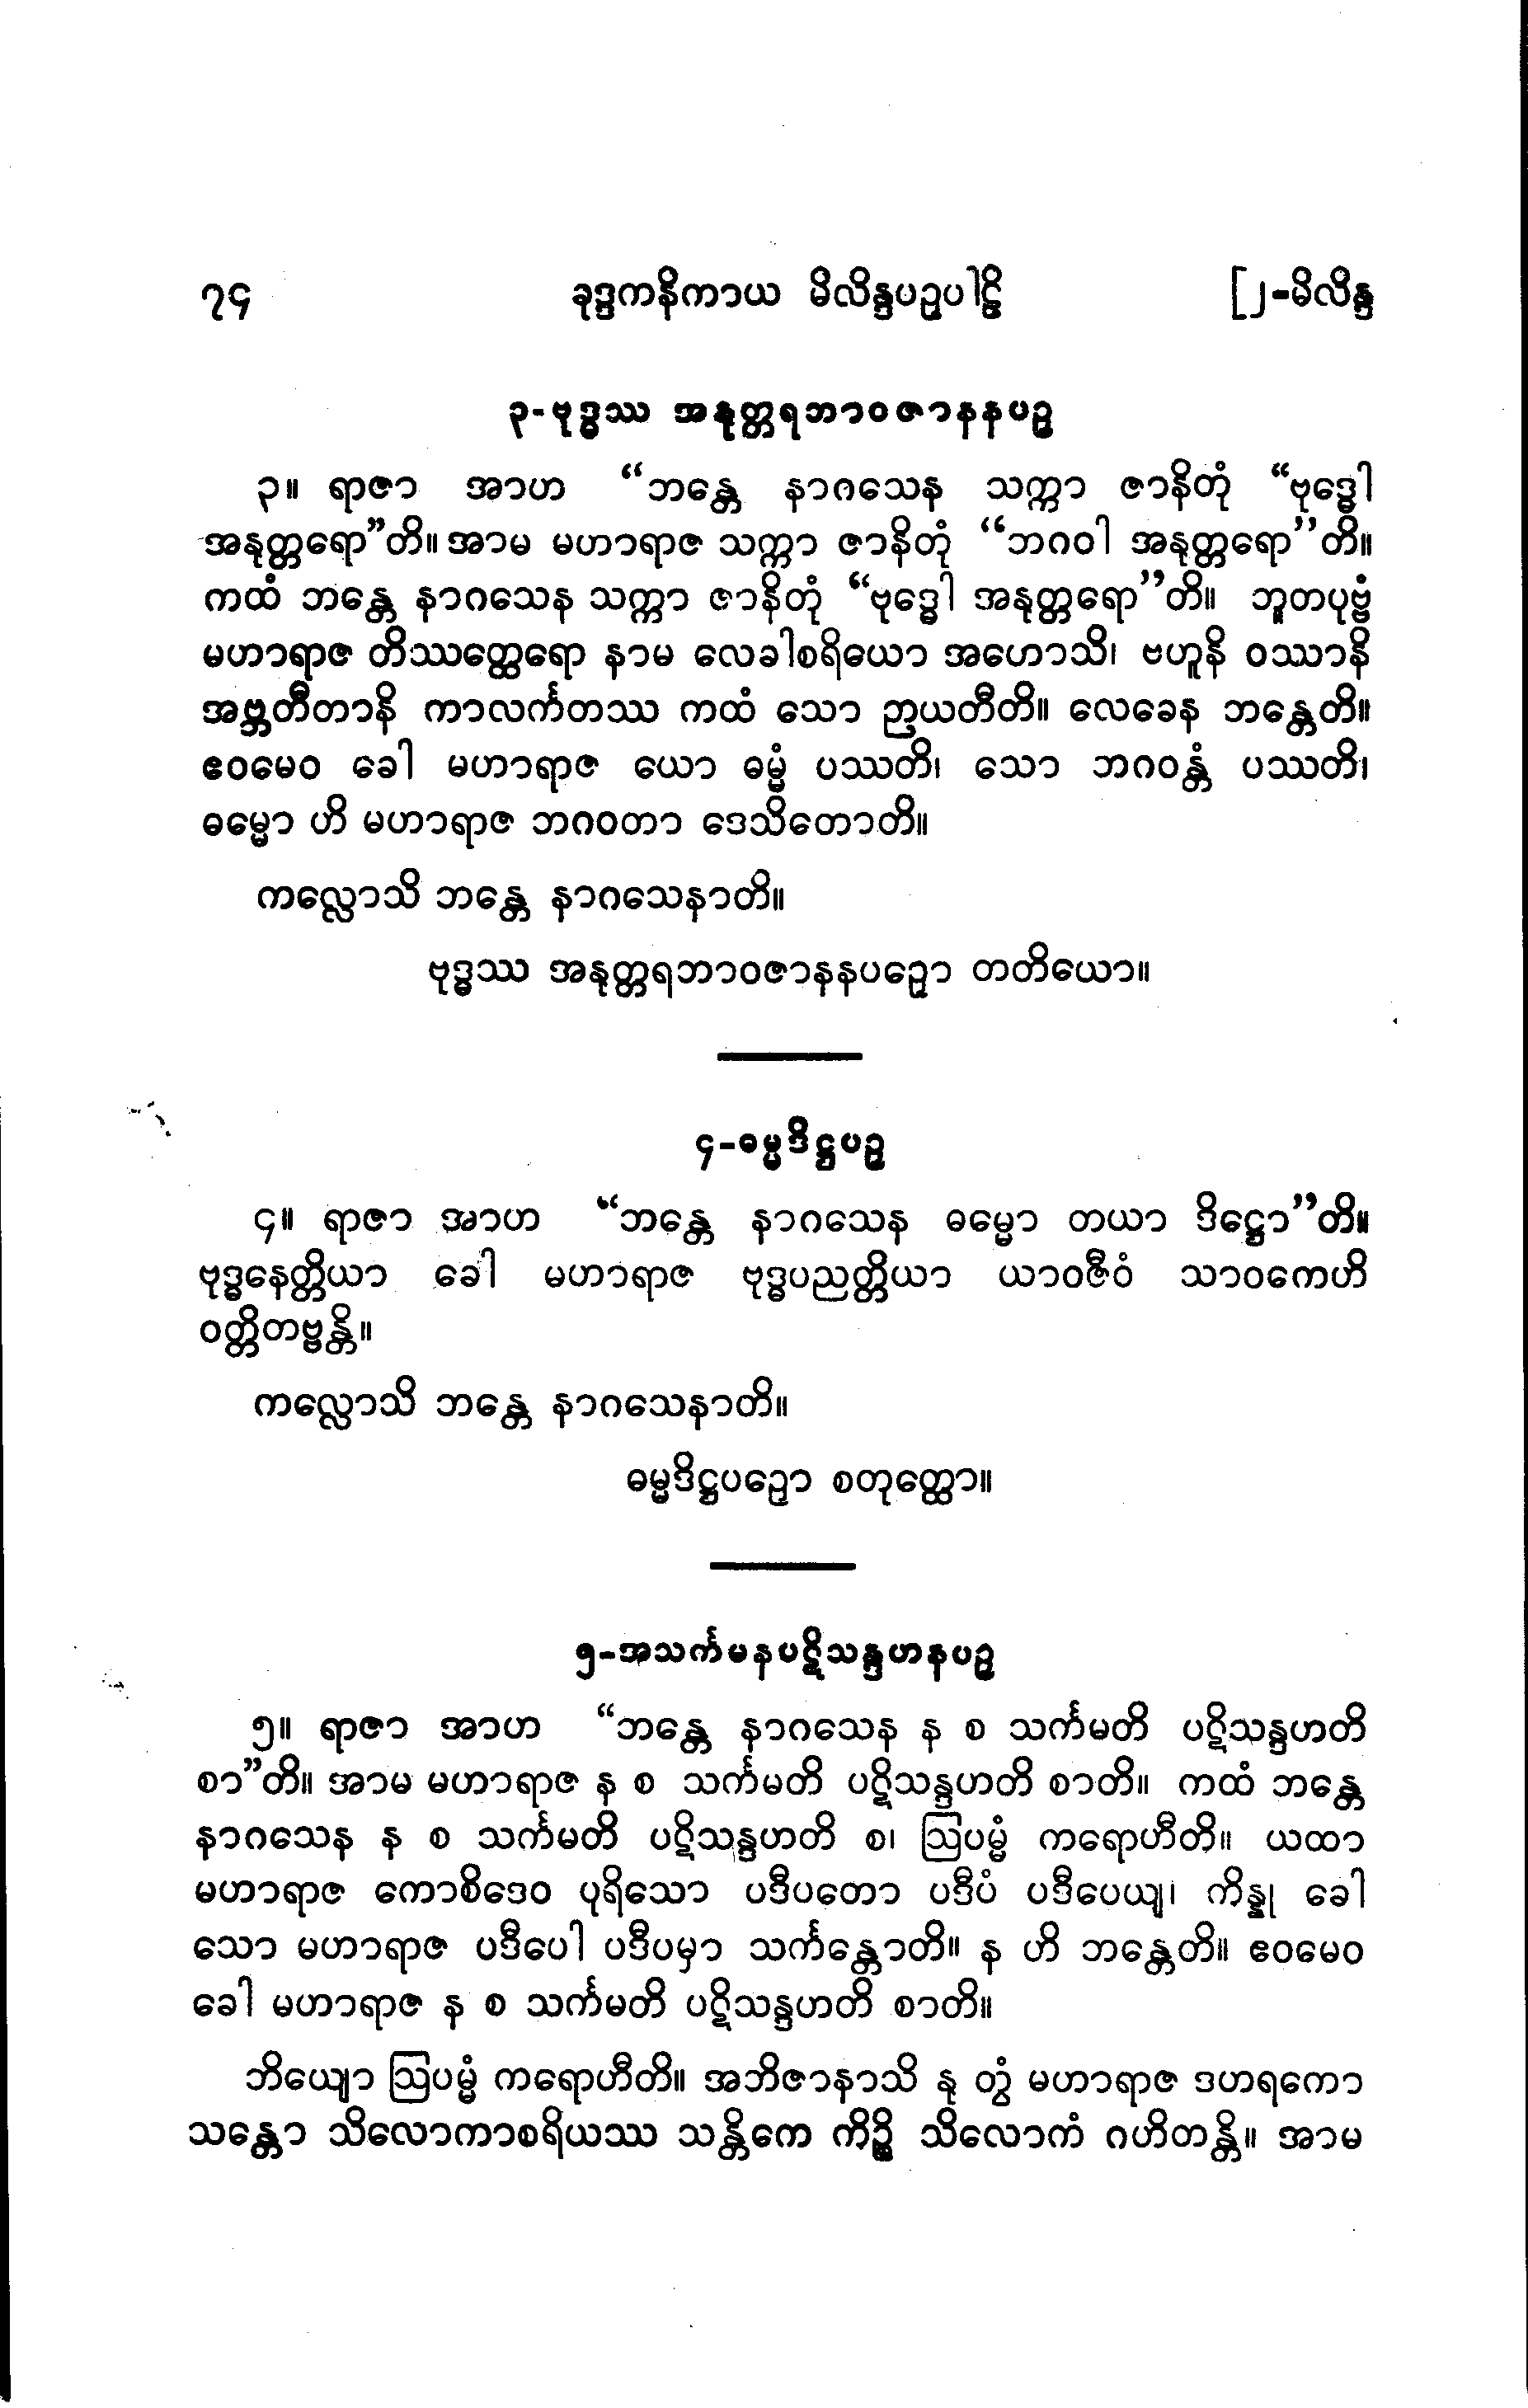 ၇၄ ခုဒ္ဒကနိကာယ မိလိန္ဒပဉှပါဠိ [၂-မိလိန္ဒ
၃-ဗုဒ္ဓဿ အနုတ္တရဘာဝဇာနနပဉှ
၃။ ရာဇာ အာဟ “ဘန္တေ နာဂသေန သက္ကာ ဇာနိတုံ “ဗုဒ္ဓေါ
အနုတ္တရော”တိ။ အာမ မဟာရာဇ သက္ကာ ဇာနိတုံ “ဘဂဝါ အနုတ္တရော”တိ။
ကထံ ဘန္တေ နာဂသေန သက္ကာ ဇာနိတုံ “ဗုဒ္ဓေါ အနုတ္တရော”တိ။ ဘူတပုဗ္ဗံ
မဟာရာဇ တိဿတ္ထေရော နာမ လေခါစရိယော အဟောသိ၊ ဗဟူနိ ဝဿာနိ
အဗ္ဘတီတာနိ ကာလင်္ကတဿ ကထံ သော ဉာယတီတိ။ လေခေန ဘန္တေတိ။
ဧဝမေဝ ခေါ မဟာရာဇ ယော ဓမ္မံ ပဿတိ၊ သော ဘဂဝန္တံ ပဿတိ၊
ဓမ္မော ဟိ မဟာရာဇ ဘဂဝတာ ဒေသိတောတိ။
ကလ္လောသိ ဘန္တေ နာဂသေနာတိ။
ဗုဒ္ဓဿ အနုတ္တရဘာဝဇာနနပဉှော တတိယော။
၄-ဓမ္မဒိဋ္ဌပဉှ
၄။ ရာဇာ အာဟ “ဘန္တေ နာဂသေန ဓမ္မော တယာ ဒိဋ္ဌော”တိ။
ဗုဒ္ဓနေတ္တိယာ ခေါ မဟာရာဇ ဗုဒ္ဓပညတ္တိယာ ယာဝဇီဝံ သာဝကေဟိ
ဝတ္တိတဗ္ဗန္တိ။
ကလ္လောသိ ဘန္တေ နာဂသေနာတိ။
ဓမ္မဒိဋ္ဌပဉှော စတုတ္ထော။
၅-အသင်္ကမနပဋိသန္ဒဟနပဉှ
၅။ ရာဇာ အာဟ “ဘန္တေ နာဂသေန န စ သင်္ကမတိ ပဋိသန္ဒဟတိ
စာ”တိ။ အာမ မဟာရာဇ န စ သင်္ကမတိ ပဋိသန္ဒဟတိ စာတိ။ ကထံ ဘန္တေ
နာဂသေန န စ သင်္ကမတိ ပဋိသန္ဒဟတိ စ၊ ဩပမ္မံ ကရောဟီတိ။ ယထာ
မဟာရာဇ ကောစိဒေဝ ပုရိသော ပဒီပတော ပဒီပံ ပဒီပေယျ၊ ကိန္နု ခေါ
သော မဟာရာဇ ပဒီပေါ ပဒီပမှာ သင်္ကန္တောတိ။ န ဟိ ဘန္တေတိ။ ဧဝမေဝ
ခေါ မဟာရာဇ န စ သင်္ကမတိ ပဋိသန္ဒဟတိ စာတိ။
ဘိယျော ဩပမ္မံ ကရောဟီတိ။ အဘိဇာနာသိ နု တွံ မဟာရာဇ ဒဟရကော
သန္တော သိလောကာစရိယဿ သန္တိကေ ကိဉ္စိ သိလောကံ ဂဟိတန္တိ။ အာမ